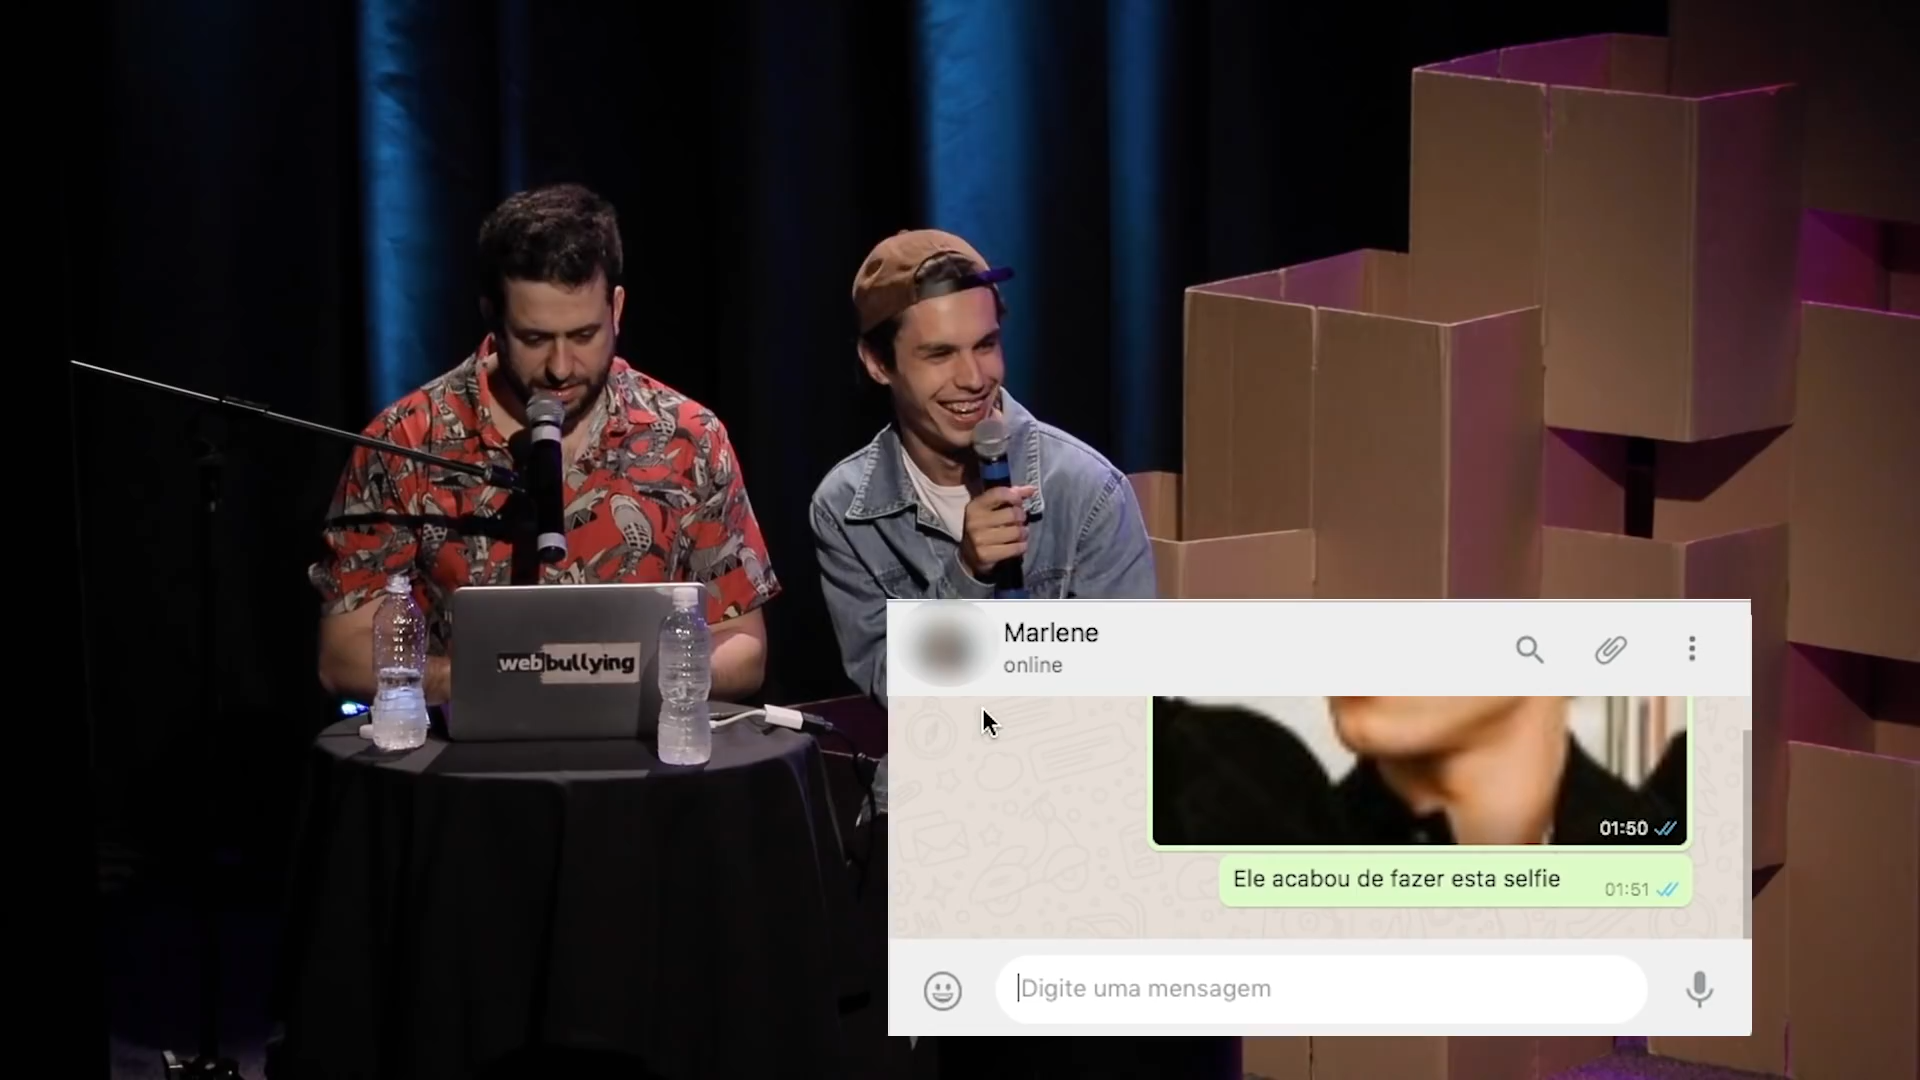 webbullying
Marlene
online
01:50
Ele acabou de fazer esta selfie
01:51
Digite uma mensagem